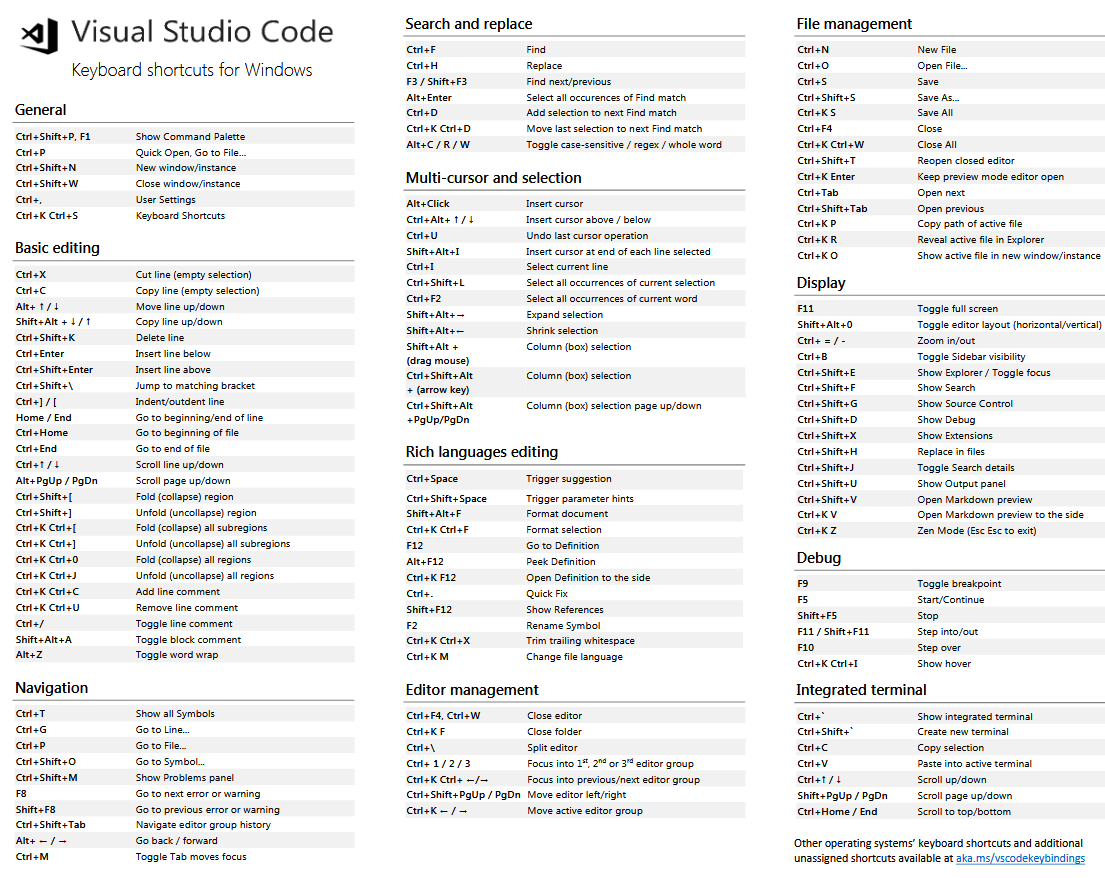 Visual Studio Code
Keyboard shortcuts for Windows
General
Ctrl+Shift+P, F1 Show Command Palette
Ctrl+P Quick Open, Go to File…
Ctrl+Shift+N New window/instance
Ctrl+Shift+W Close window/instance
Ctrl+, User Settings
Ctrl+K Ctrl+S Keyboard Shortcuts
Basic editing
Ctrl+X Cut line (empty selection)
Ctrl+C Copy line (empty selection)
Alt+ ↑ / ↓ Move line up/down
Shift+Alt + ↓ / ↑ Copy line up/down
Ctrl+Shift+K Delete line
Ctrl+Enter Insert line below
Ctrl+Shift+Enter Insert line above
Ctrl+Shift+\ Jump to matching bracket
Ctrl+] / [ Indent/outdent line
Home / End Go to beginning/end of line
Ctrl+Home Go to beginning of file
Ctrl+End Go to end of file
Ctrl+↑ / ↓ Scroll line up/down
Alt+PgUp / PgDn Scroll page up/down
Ctrl+Shift+[ Fold (collapse) region
Ctrl+Shift+] Unfold (uncollapse) region
Ctrl+K Ctrl+[ Fold (collapse) all subregions
Ctrl+K Ctrl+] Unfold (uncollapse) all subregions
Ctrl+K Ctrl+0 Fold (collapse) all regions
Ctrl+K Ctrl+J Unfold (uncollapse) all regions
Ctrl+K Ctrl+C Add line comment
Ctrl+K Ctrl+U Remove line comment
Ctrl+/ Toggle line comment
Shift+Alt+A Toggle block comment
Alt+Z Toggle word wrap
Navigation
Ctrl+T Show all Symbols
Ctrl+G Go to Line...
Ctrl+P Go to File...
Ctrl+Shift+O Go to Symbol...
Ctrl+Shift+M Show Problems panel
F8 Go to next error or warning
Shift+F8 Go to previous error or warning
Ctrl+Shift+Tab Navigate editor group history
Alt+ ← / → Go back / forward
Ctrl+M Toggle Tab moves focus
Search and replace
Ctrl+F Find
Ctrl+H Replace
F3 / Shift+F3 Find next/previous
Alt+Enter Select all occurences of Find match
Ctrl+D Add selection to next Find match
Ctrl+K Ctrl+D Move last selection to next Find match
Alt+C / R / W Toggle case-sensitive / regex / whole word
Multi-cursor and selection
Alt+Click Insert cursor
Ctrl+Alt+ ↑ / ↓ Insert cursor above / below
Ctrl+U Undo last cursor operation
Shift+Alt+I Insert cursor at end of each line selected
Ctrl+I Select current line
Ctrl+Shift+L Select all occurrences of current selection
Ctrl+F2 Select all occurrences of current word
Shift+Alt+→ Expand selection
Shift+Alt+← Shrink selection
Shift+Alt + Column (box) selection
(drag mouse)
Ctrl+Shift+Alt Column (box) selection
+ (arrow key)
Ctrl+Shift+Alt Column (box) selection page up/down
+PgUp/PgDn
Rich languages editing
Ctrl+Space Trigger suggestion
Ctrl+Shift+Space Trigger parameter hints
Shift+Alt+F Format document
Ctrl+K Ctrl+F Format selection
F12 Go to Definition
Alt+F12 Peek Definition
Ctrl+K F12 Open Definition to the side
Ctrl+. Quick Fix
Shift+F12 Show References
F2 Rename Symbol
Ctrl+K Ctrl+X Trim trailing whitespace
Ctrl+K M Change file language
Editor management
Ctrl+F4, Ctrl+W Close editor
Ctrl+K F Close folder
Ctrl+\ Split editor
Ctrl+ 1 / 2 / 3 Focus into 1st, 2nd or 3rd editor group
Ctrl+K Ctrl+ ←/→ Focus into previous/next editor group
Ctrl+Shift+PgUp / PgDn Move editor left/right
Ctrl+K ← / → Move active editor group
File management
Ctrl+N New File
Ctrl+O Open File...
Ctrl+S Save
Ctrl+Shift+S Save As...
Ctrl+K S Save All
Ctrl+F4 Close
Ctrl+K Ctrl+W Close All
Ctrl+Shift+T Reopen closed editor
Ctrl+K Enter Keep preview mode editor open
Ctrl+Tab Open next
Ctrl+Shift+Tab Open previous
Ctrl+K P Copy path of active file
Ctrl+K R Reveal active file in Explorer
Ctrl+K O Show active file in new window/instance
Display
F11 Toggle full screen
Shift+Alt+0 Toggle editor layout (horizontal/vertical)
Ctrl+ = / - Zoom in/out
Ctrl+B Toggle Sidebar visibility
Ctrl+Shift+E Show Explorer / Toggle focus
Ctrl+Shift+F Show Search
Ctrl+Shift+G Show Source Control
Ctrl+Shift+D Show Debug
Ctrl+Shift+X Show Extensions
Ctrl+Shift+H Replace in files
Ctrl+Shift+J Toggle Search details
Ctrl+Shift+U Show Output panel
Ctrl+Shift+V Open Markdown preview
Ctrl+K V Open Markdown preview to the side
Ctrl+K Z Zen Mode (Esc Esc to exit)
Debug
F9 Toggle breakpoint
F5 Start/Continue
Shift+F5 Stop
F11 / Shift+F11 Step into/out
F10 Step over
Ctrl+K Ctrl+I Show hover
Integrated terminal
Ctrl+` Show integrated terminal
Ctrl+Shift+` Create new terminal
Ctrl+C Copy selection
Ctrl+V Paste into active terminal
Ctrl+↑ / ↓ Scroll up/down
Shift+PgUp / PgDn Scroll page up/down
Ctrl+Home / End Scroll to top/bottom
Other operating systems' keyboard shortcuts and additional
unassigned shortcuts available at aka.ms/vscodekeybindings